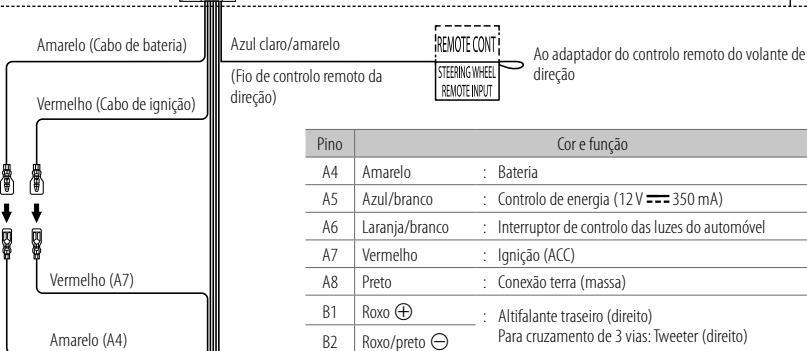 Amarelo (Cabo de bateria)
Azul claro/amarelo
(Fio de controlo remoto da
direção)
REMOTE CONT
STEERING WHEEL
REMOTE INPUT
Ao adaptador do controlo remoto do volante de
direção
Vermelho (Cabo de ignição)
Vermelho (A7)
Amarelo (A4)
Pino Cor e função
A4 Amarelo : Bateria
A5 Azul/branco : Controlo de energia (12 V ⎓ 350 mA)
A6 Laranja/branco : Interruptor de controlo das luzes do automóvel
A7 Vermelho : Ignição (ACC)
A8 Preto : Conexão terra (massa)
B1 Roxo ⊕ : Altifalante traseiro (direito)
B2 Roxo/preto ⊖ Para cruzamento de 3 vias: Tweeter (direito)